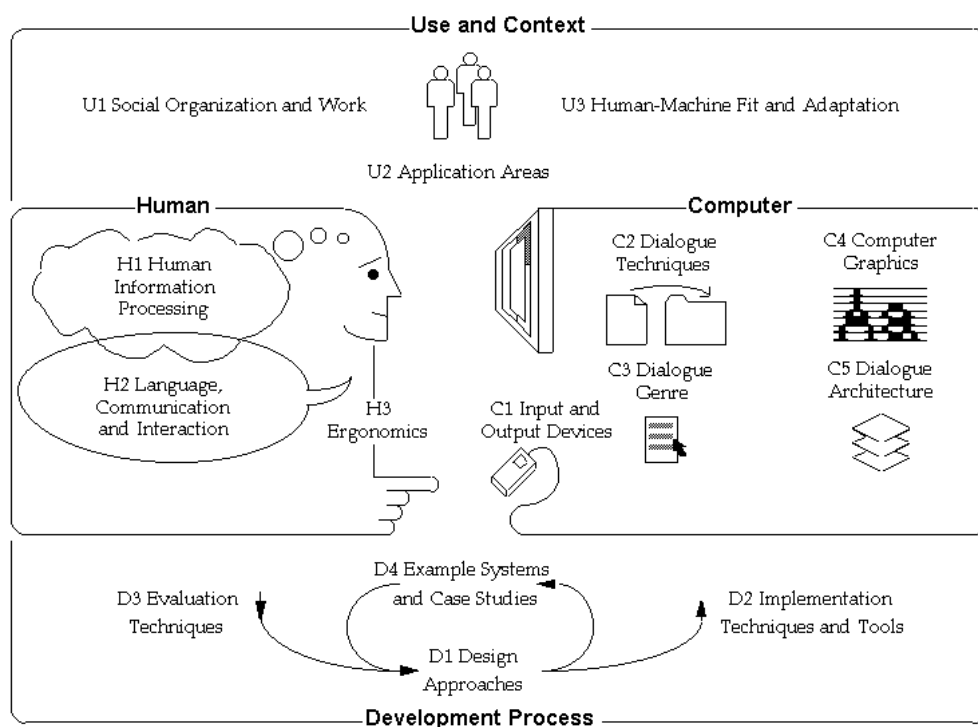 Use and Context
U1 Social Organization and Work
U3 Human-Machine Fit and Adaptation
U2 Application Areas
Human
Computer
H1 Human
Information
Processing
H2 Language,
Communication
and Interaction
H3
Ergonomics
C1 Input and
Output Devices
C2 Dialogue
Techniques
C4 Computer
Graphics
C3 Dialogue
Genre
C5 Dialogue
Architecture
D3 Evaluation
Techniques
D4 Example Systems
and Case Studies
D2 Implementation
Techniques and Tools
D1 Design
Approaches
Development Process